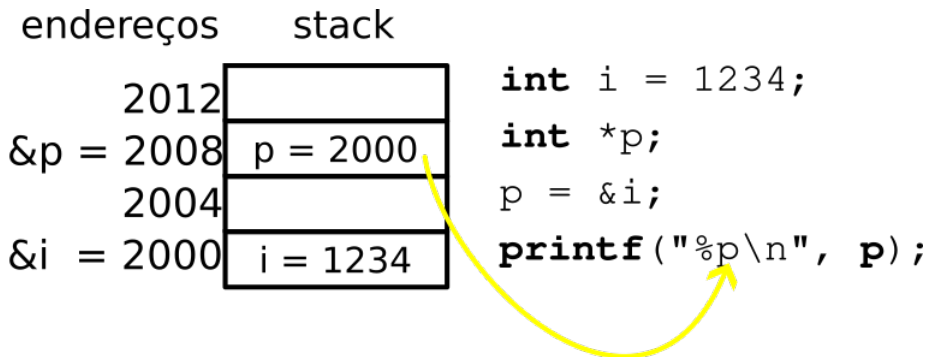 endereços stack
2012
&p = 2008 p = 2000
2004
&i = 2000 i = 1234
int i = 1234;
int *p;
p = &i;
printf("%p\n", p);